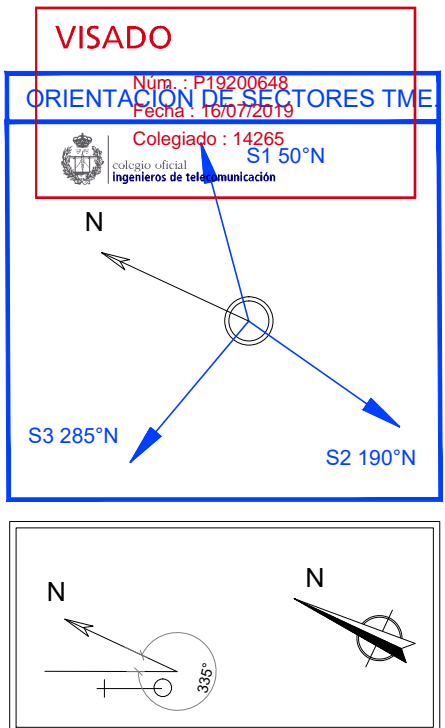 VISADO
Núm. : P19200648
ORIENTACIÓN DE SECTORES TME.
Fecha : 16/07/2019
Colegiado : 14265
S1 50°N
colegio oficial
ingenieros de telecomunicación
N
S3 285°N
S2 190°N
N
N
335°